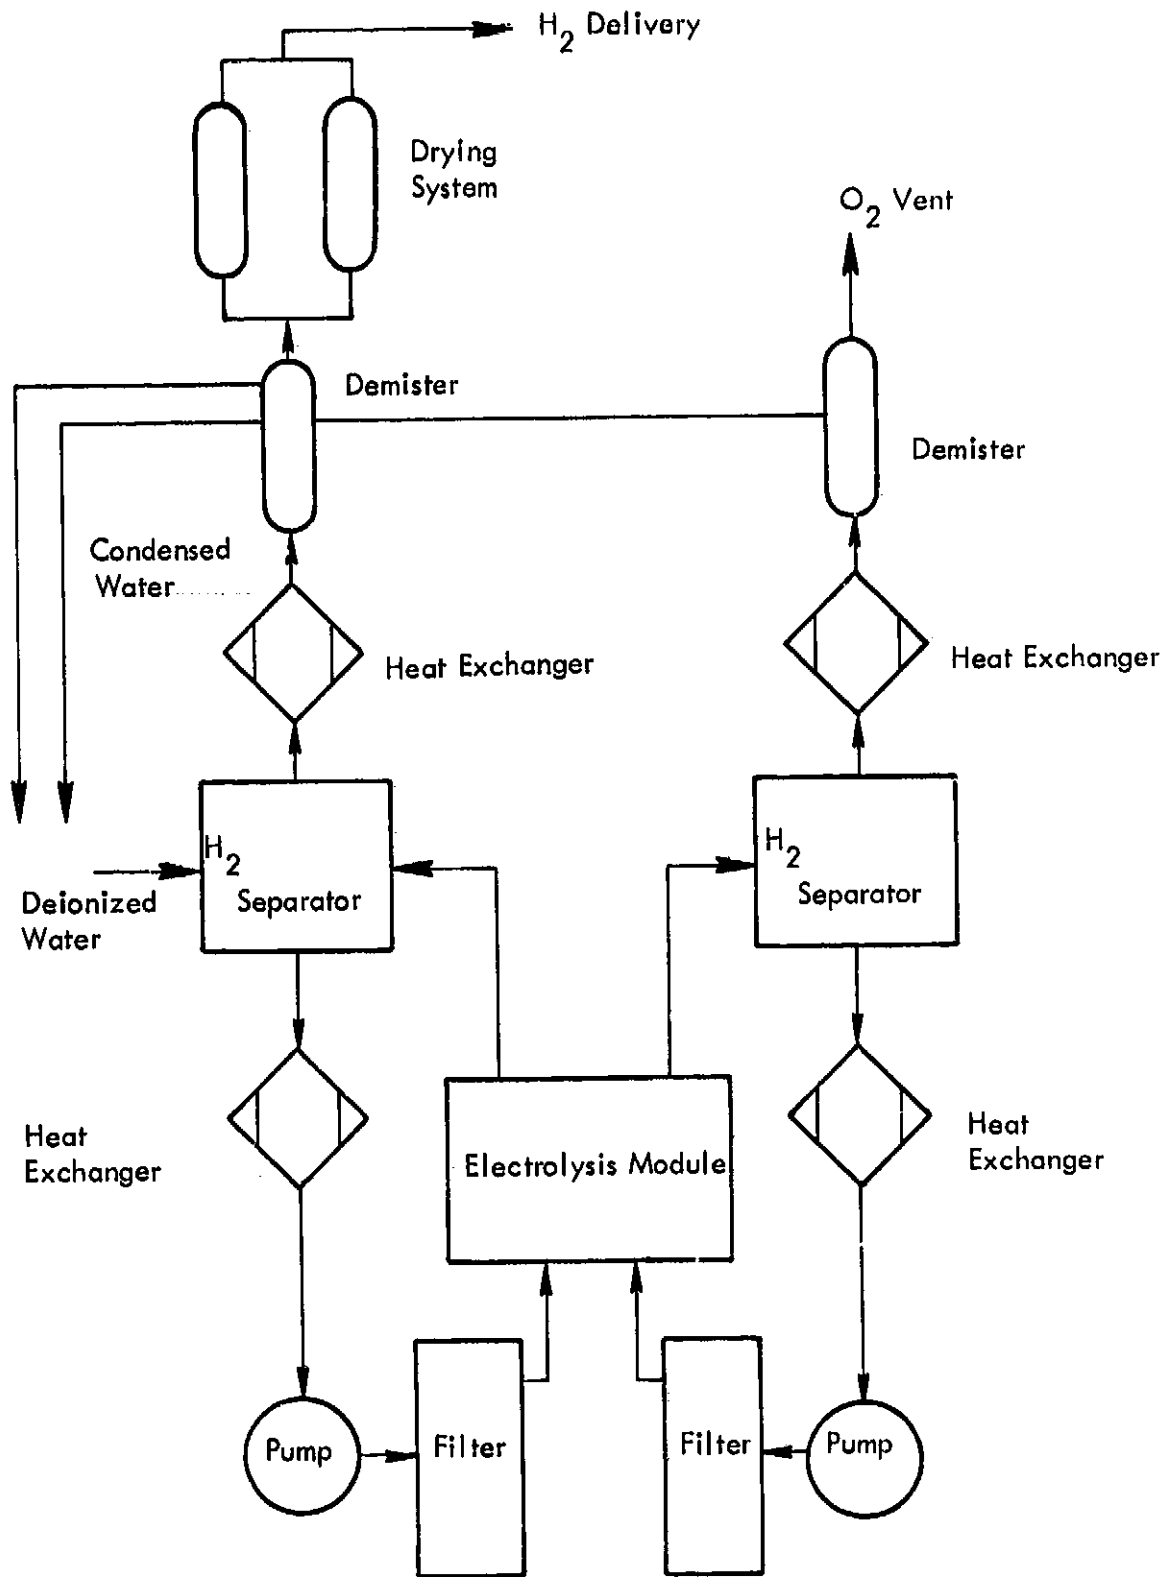 H2 Delivery
Drying
System
O2 Vent
Demister
Demister
Condensed
Water
Heat Exchanger
Heat Exchanger
H2
Separator
H2
Separator
Deionized
Water
Heat
Exchanger
Electrolysis Module
Heat
Exchanger
Pump
Filter
Filter
Pump